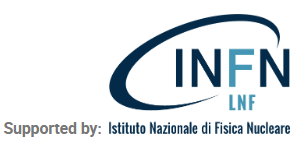 INFN
LNF
Supported by: Istituto Nazionale di Fisica Nucleare